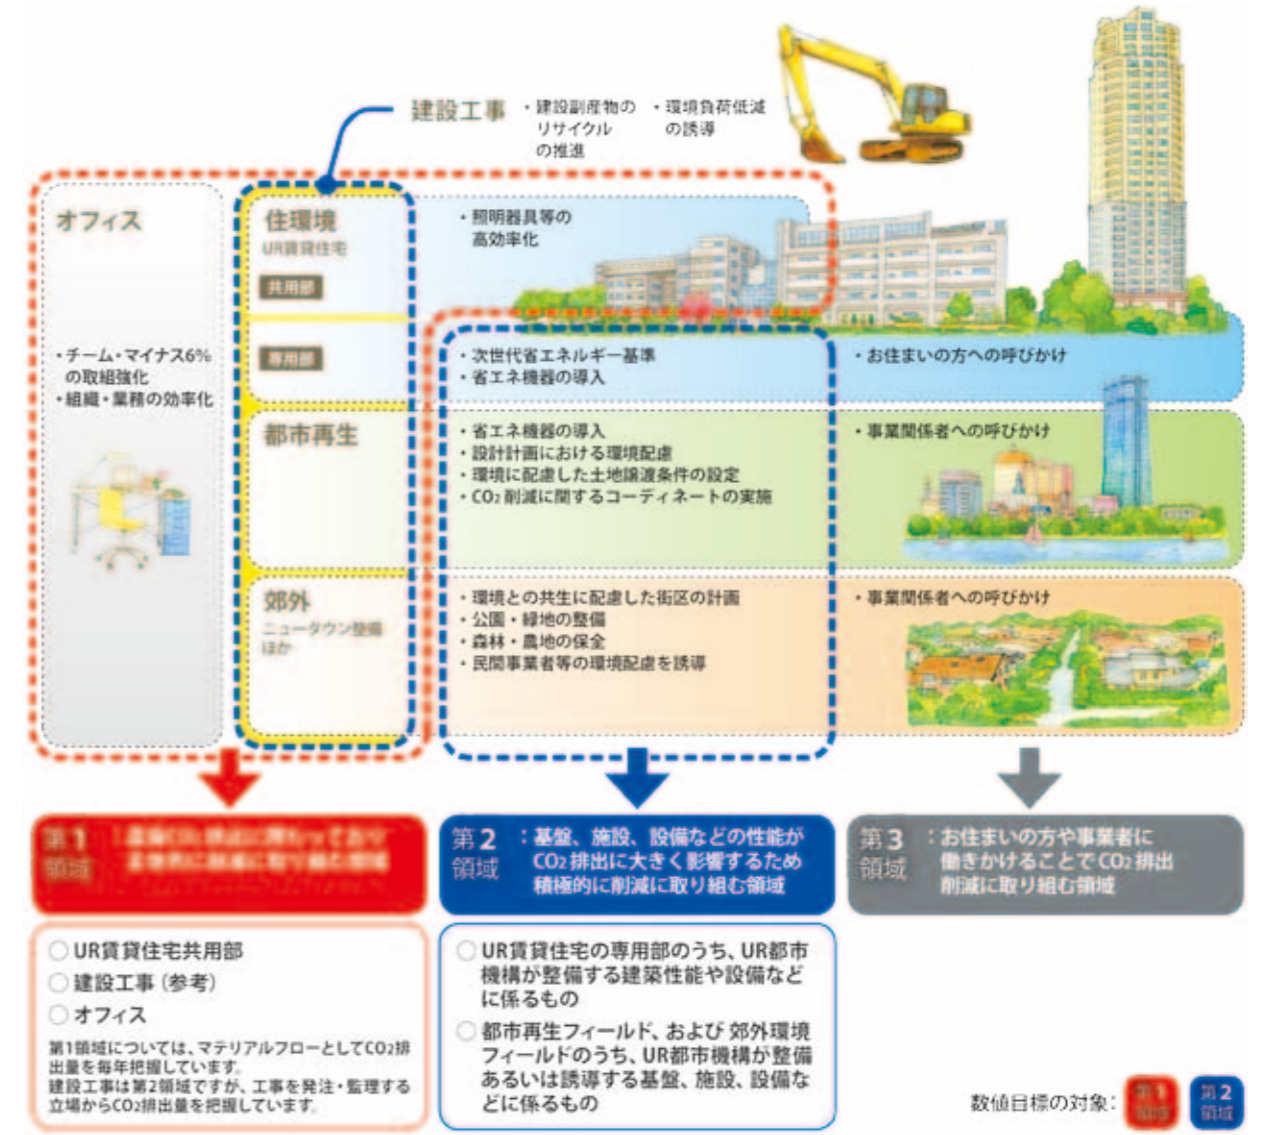 建設工事
・建設副産物の
リサイクル
の推進
・環境負荷低減
の誘導
オフィス
・チーム・マイナス6%
の取組強化
・組織・業務の効率化
住環境
UR賃貸住宅
共用部
・照明器具等の
高効率化
専用部
・次世代省エネルギー基準
・省エネ機器の導入
・お住まいの方への呼びかけ
都市再生
・省エネ機器の導入
・設計計画における環境配慮
・環境に配慮した土地譲渡条件の設定
・CO₂削減に関するコーディネートの実施
・事業関係者への呼びかけ
郊外
ニュータウン整備
ほか
・環境との共生に配慮した街区の計画
・公園・緑地の整備
・森林・農地の保全
・民間事業者等の環境配慮を誘導
・事業関係者への呼びかけ
第1
領域
第2
領域
：基盤、施設、設備などの性能が
CO₂排出に大きく影響するため
積極的に削減に取り組む領域
第3
領域
：お住まいの方や事業者に
働きかけることでCO₂排出
削減に取り組む領域
○UR賃貸住宅共用部
○建設工事（参考）
○オフィス
第1領域については、マテリアルフローとしてCO₂排
出量を毎年把握しています。
建設工事は第2領域ですが、工事を発注・監理する
立場からCO₂排出量を把握しています。
○UR賃貸住宅の専用部のうち、UR都市
機構が整備する建築性能や設備など
に係るもの
○都市再生フィールド、および 郊外環境
フィールドのうち、UR都市機構が整備
あるいは誘導する基盤、施設、設備な
どに係るもの
数値目標の対象：
第1
領域
第2
領域